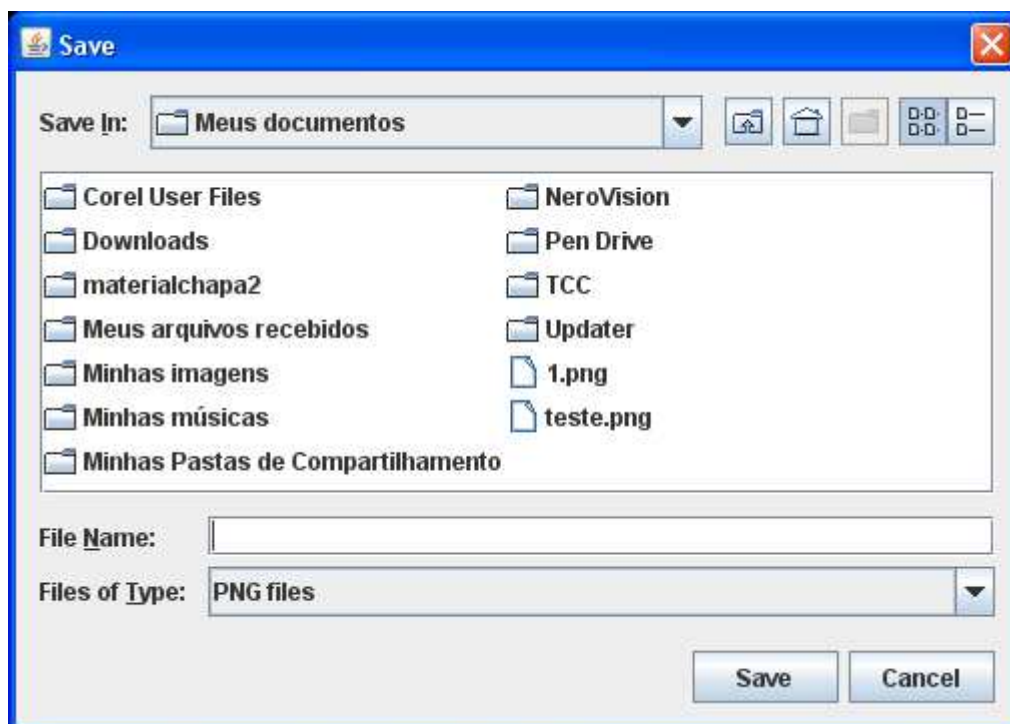 Save
Save In: Meus documentos
Corel User Files
Downloads
materialchapa2
Meus arquivos recebidos
Minhas imagens
Minhas músicas
Minhas Pastas de Compartilhamento
NeroVision
Pen Drive
TCC
Updater
1.png
teste.png
File Name:
Files of Type: PNG files
Save Cancel